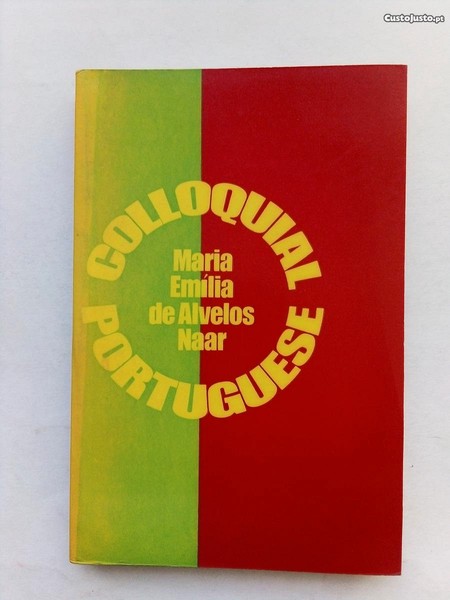 CustoJusto.pt
COLLOQUIAL
Maria
Emília
de Alvelos
Naar
PORTUGUESE